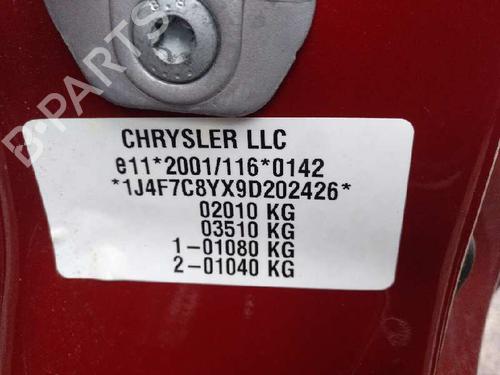 B-PARTS
CHRYSLER LLC
e11*2001/116*0142
*1J4F7C8YX9D202426*
02010 KG
03510 KG
1-01080 KG
2-01040 KG